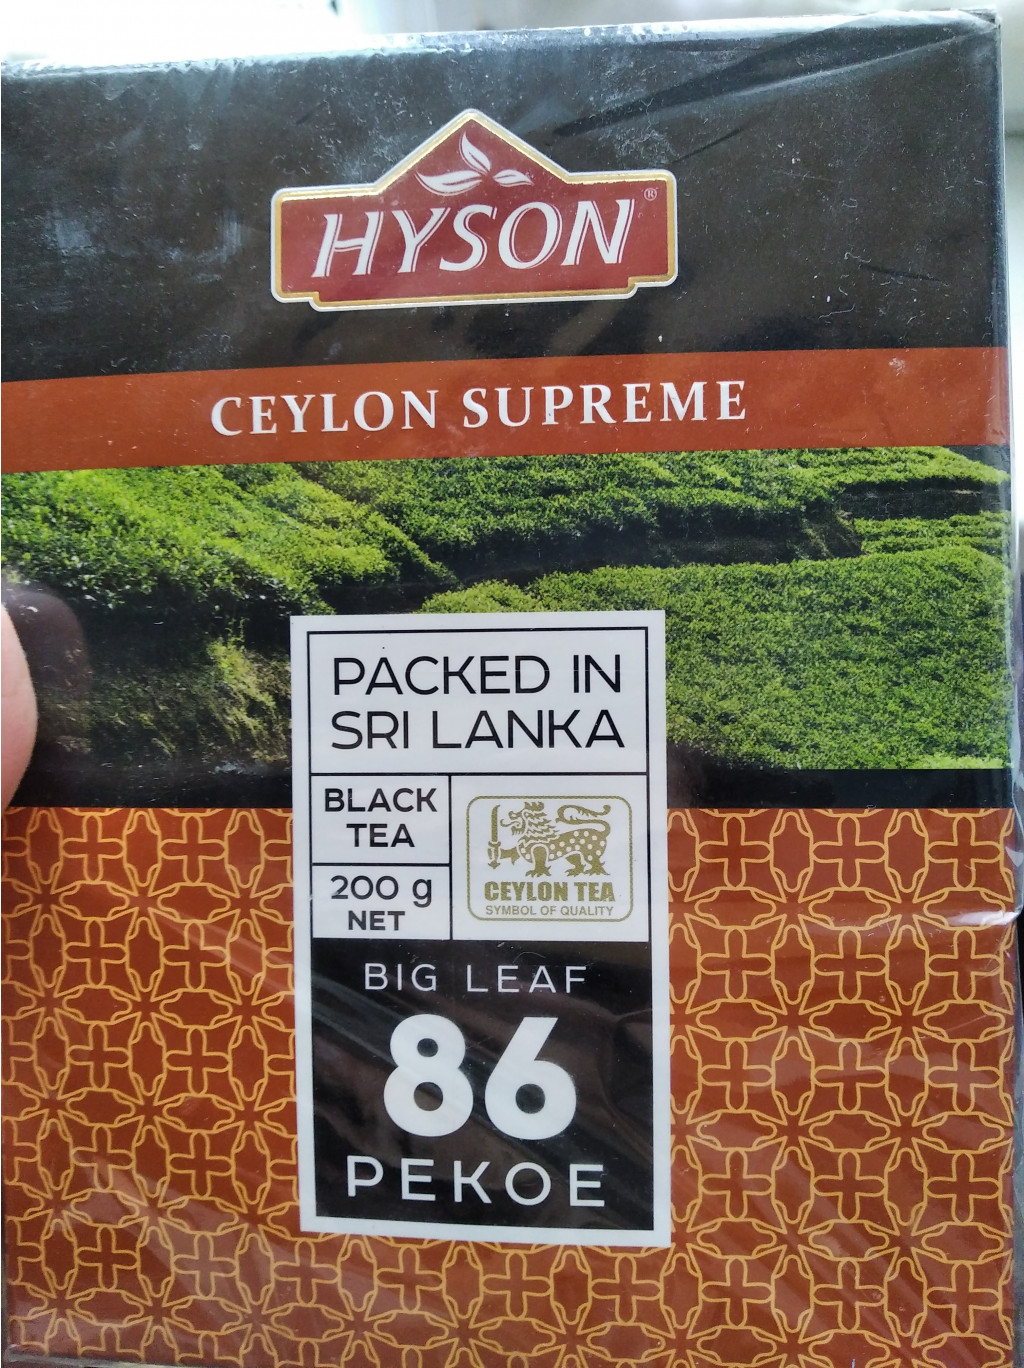 HYSON®
CEYLON SUPREME
PACKED IN
SRI LANKA
BLACK
TEA
200 g
NET
CEYLON TEA
SYMBOL OF QUALITY
BIG LEAF
86
PEKOE